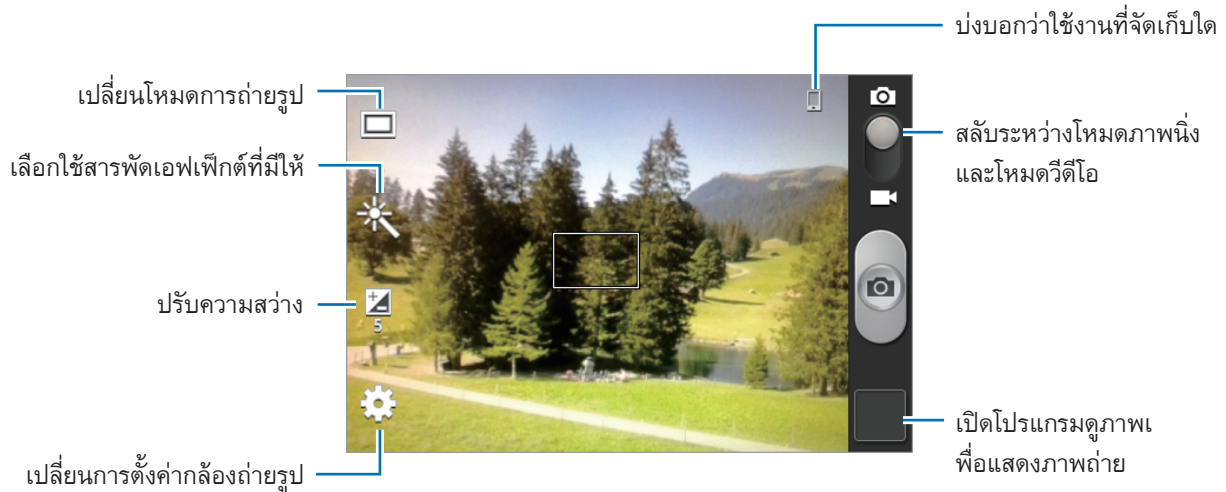 บ่งบอกว่าใช้งานที่จัดเก็บใด
เปลี่ยนโหมดการถ่ายรูป
สลับระหว่างโหมดภาพนิ่ง
และโหมดวีดีโอ
เลือกใช้สารพัดเอฟเฟ็กต์ที่มีให้
ปรับความสว่าง
5
เปิดโปรแกรมดูภาพเ
พื่อแสดงภาพถ่าย
เปลี่ยนการตั้งค่ากล้องถ่ายรูป